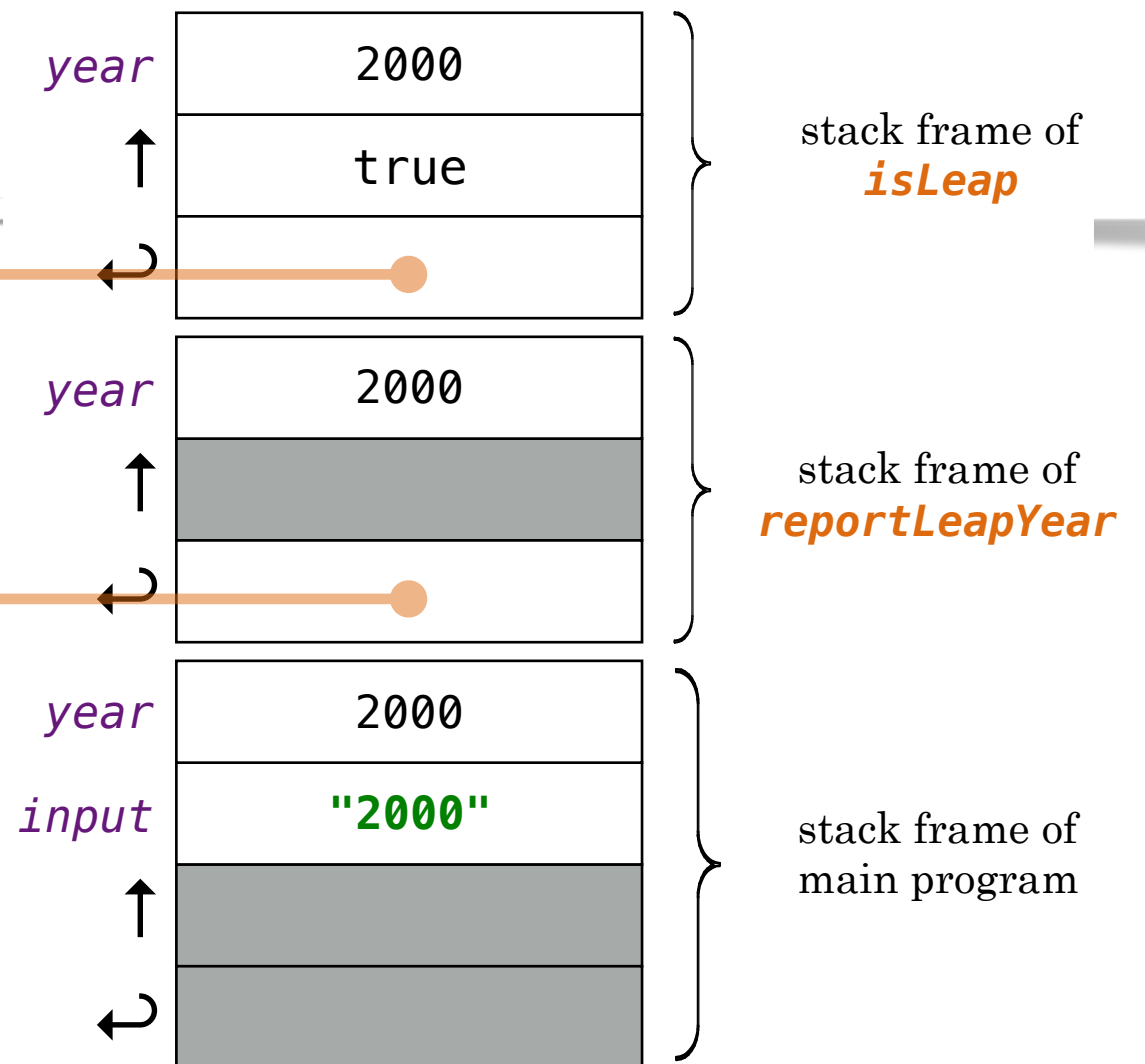 year 2000
true
stack frame of
isLeap
year 2000
stack frame of
reportLeapYear
year 2000
input "2000"
stack frame of
main program